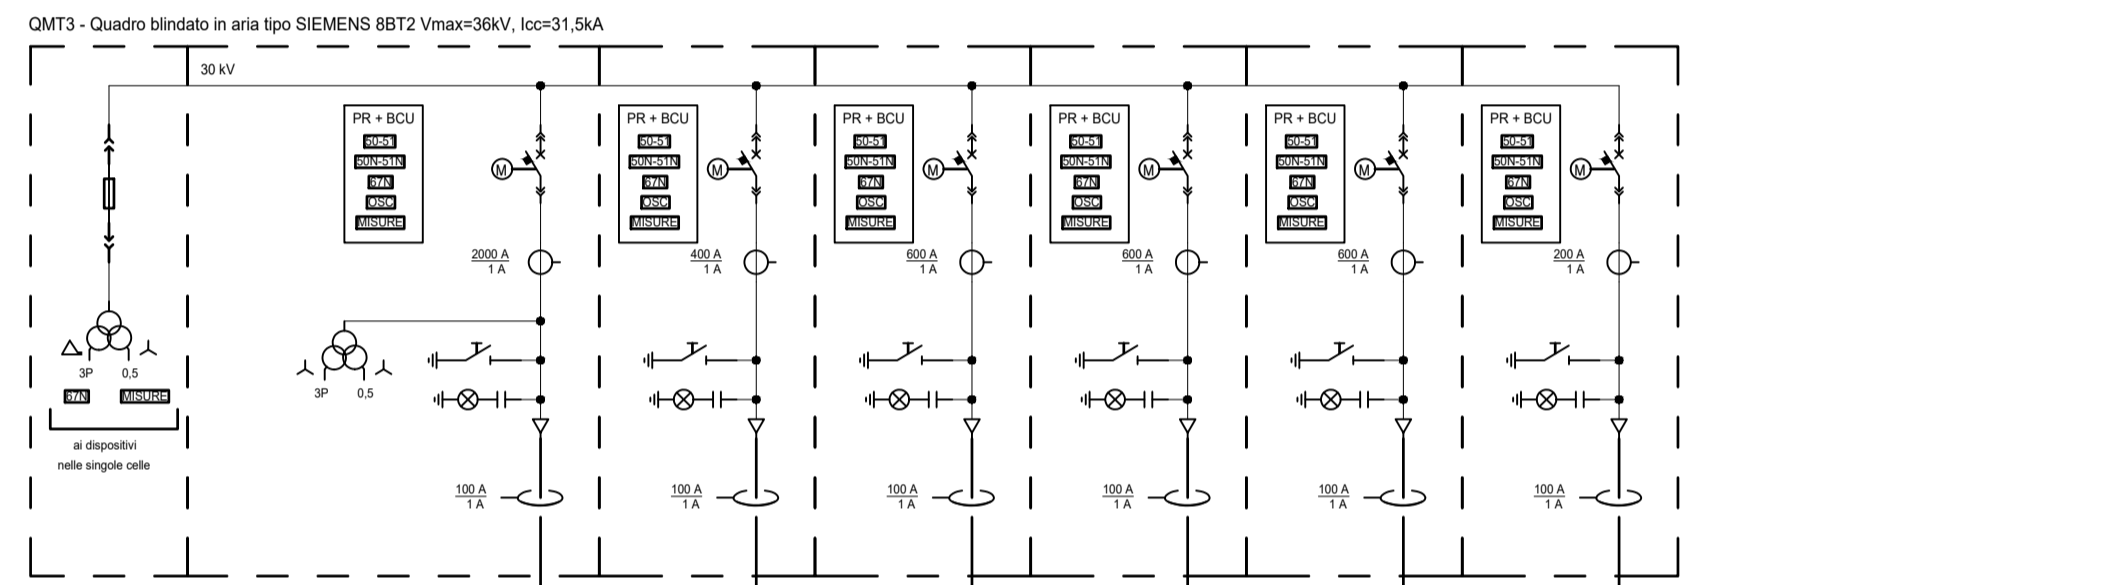 QMT3 - Quadro blindato in aria tipo SIEMENS 8BT2 Vmax=36kV, Icc=31,5kA
30 kV
PR + BCU
50-51
50N-51N
67N
OSC
MISURE
M
2000 A
1 A
3P 0,5
100 A
1 A
PR + BCU
50-51
50N-51N
67N
OSC
MISURE
M
400 A
1 A
100 A
1 A
PR + BCU
50-51
50N-51N
67N
OSC
MISURE
M
600 A
1 A
100 A
1 A
PR + BCU
50-51
50N-51N
67N
OSC
MISURE
M
600 A
1 A
100 A
1 A
PR + BCU
50-51
50N-51N
67N
OSC
MISURE
M
600 A
1 A
100 A
1 A
PR + BCU
50-51
50N-51N
67N
OSC
MISURE
M
200 A
1 A
100 A
1 A
3P 0,5
67N MISURE
ai dispositivi
nelle singole celle